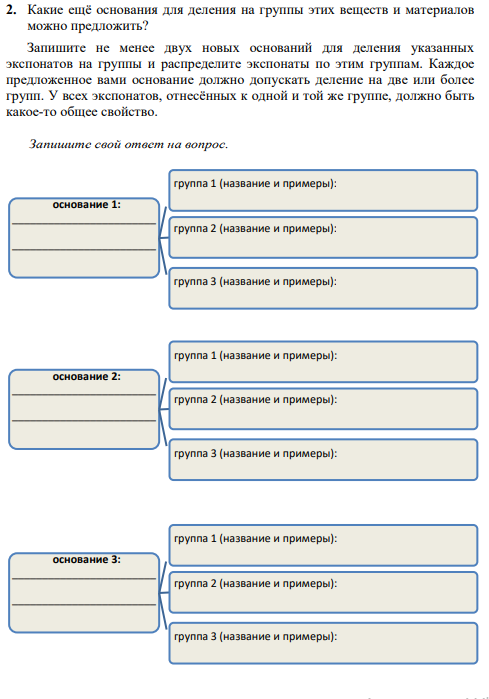 2. Какие ещё основания для деления на группы этих веществ и материалов
можно предложить?
Запишите не менее двух новых оснований для деления указанных
экспонатов на группы и распределите экспонаты по этим группам. Каждое
предложенное вами основание должно допускать деление на две или более
групп. У всех экспонатов, отнесённых к одной и той же группе, должно быть
какое-то общее свойство.
Запишите свой ответ на вопрос.
основание 1:
группа 1 (название и примеры):
группа 2 (название и примеры):
группа 3 (название и примеры):
основание 2:
группа 1 (название и примеры):
группа 2 (название и примеры):
группа 3 (название и примеры):
основание 3:
группа 1 (название и примеры):
группа 2 (название и примеры):
группа 3 (название и примеры):